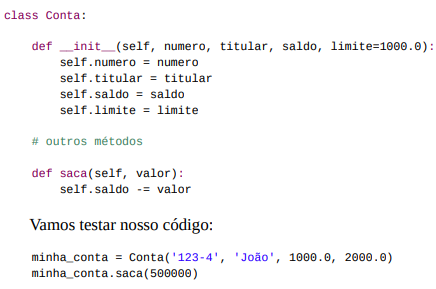 class Conta:
def __init__(self, numero, titular, saldo, limite=1000.0):
self.numero = numero
self.titular = titular
self.saldo = saldo
self.limite = limite
# outros métodos
def saca(self, valor):
self.saldo -= valor
Vamos testar nosso código:
minha_conta = Conta('123-4', 'João', 1000.0, 2000.0)
minha_conta.saca(500000)